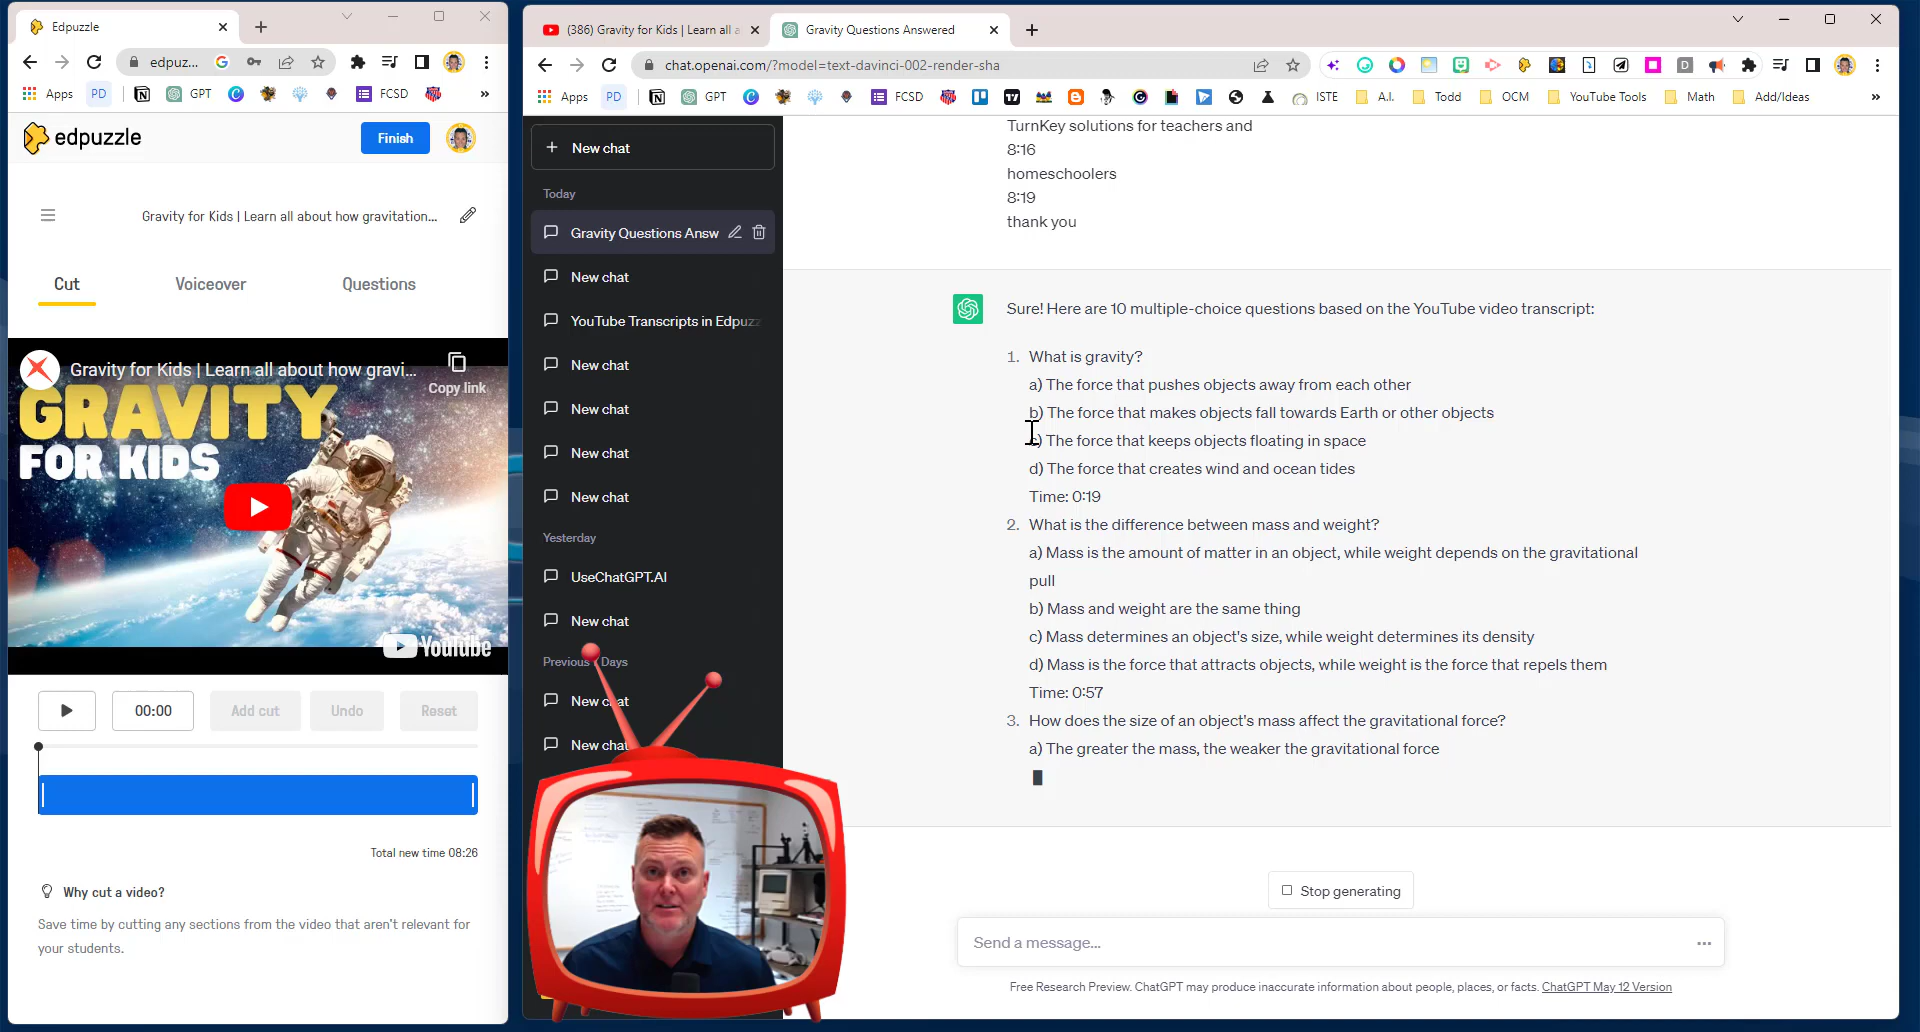 Edpuzzle
edpuz...
Apps
PD
GPT
FCSD
»
edpuzzle
Finish
Gravity for Kids | Learn all about how gravitation...
Cut
Voiceover
Questions
Gravity for Kids | Learn all about how gravi...
Copy link
GRAVITY
FOR KIDS
YouTube
00:00
Add cut
Undo
Reset
Total new time 08:26
Why cut a video?
Save time by cutting any sections from the video that aren't relevant for
your students.
(386) Gravity for Kids | Learn all a
Gravity Questions Answered
chat.openai.com/?model=text-davinci-002-render-sha
Apps
PD
GPT
FCSD
ISTE
A.I.
Todd
OCM
YouTube Tools
Math
Add/Ideas
»
New chat
Today
Gravity Questions Answ
New chat
YouTube Transcripts in Edpuzz
New chat
New chat
New chat
New chat
Yesterday
UseChatGPT.AI
New chat
Previous Days
New chat
New chat
TurnKey solutions for teachers and
8:16
homeschoolers
8:19
thank you
Sure! Here are 10 multiple-choice questions based on the YouTube video transcript:
1. What is gravity?
a) The force that pushes objects away from each other
b) The force that makes objects fall towards Earth or other objects
c) The force that keeps objects floating in space
d) The force that creates wind and ocean tides
Time: 0:19
2. What is the difference between mass and weight?
a) Mass is the amount of matter in an object, while weight depends on the gravitational
pull
b) Mass and weight are the same thing
c) Mass determines an object's size, while weight determines its density
d) Mass is the force that attracts objects, while weight is the force that repels them
Time: 0:57
3. How does the size of an object's mass affect the gravitational force?
a) The greater the mass, the weaker the gravitational force
Stop generating
Send a message...
Free Research Preview. ChatGPT may produce inaccurate information about people, places, or facts. ChatGPT May 12 Version